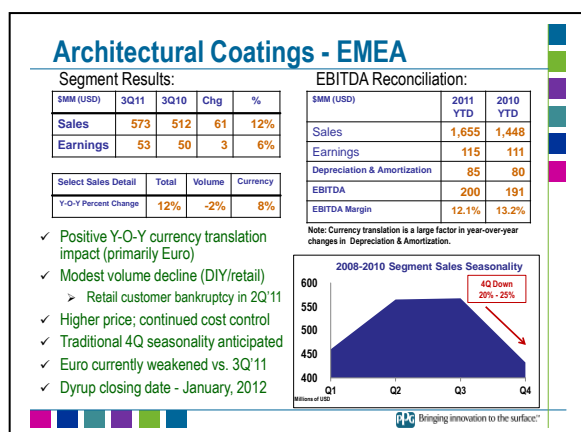 Architectural Coatings - EMEA
Segment Results:
$MM (USD) 3Q11 3Q10 Chg %
Sales 573 512 61 12%
Earnings 53 50 3 6%
Select Sales Detail Total Volume Currency
Y-O-Y Percent Change 12% -2% 8%
✓ Positive Y-O-Y currency translation
impact (primarily Euro)
✓ Modest volume decline (DIY/retail)
➢ Retail customer bankruptcy in 2Q'11
✓ Higher price; continued cost control
✓ Traditional 4Q seasonality anticipated
✓ Euro currently weakened vs. 3Q'11
✓ Dyrup closing date - January, 2012
EBITDA Reconciliation:
$MM (USD) 2011 YTD 2010 YTD
Sales 1,655 1,448
Earnings 115 111
Depreciation & Amortization 85 80
EBITDA 200 191
EBITDA Margin 12.1% 13.2%
Note: Currency translation is a large factor in year-over-year
changes in Depreciation & Amortization.
2008-2010 Segment Sales Seasonality
4Q Down
20% - 25%
600
550
500
450
400
Q1 Q2 Q3 Q4
Millions of USD
PPG Bringing innovation to the surface.™